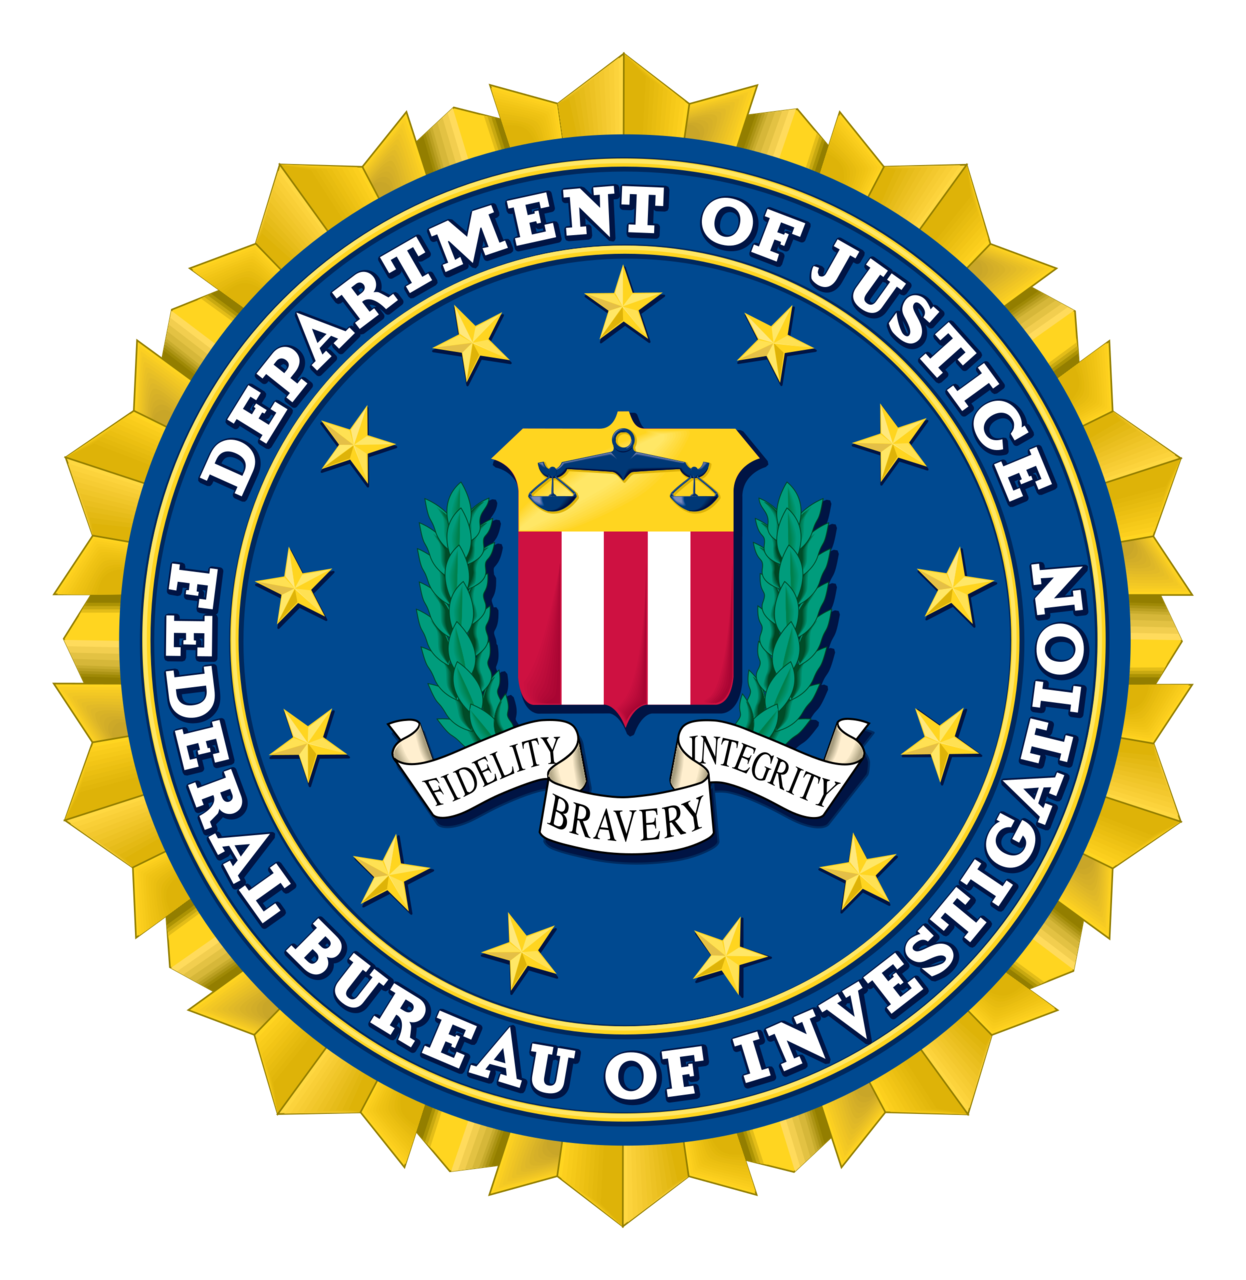 DEPARTMENT OF JUSTICE
FIDELITY
BRAVERY
INTEGRITY
FEDERAL BUREAU OF INVESTIGATION